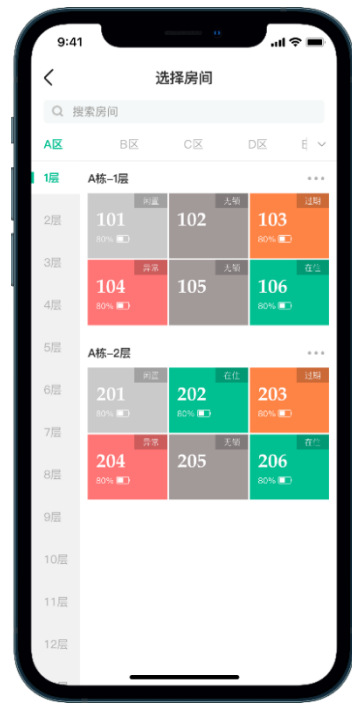 9:41
选择房间
搜索房间
A区 B区 C区 D区
1层 A栋-1层
闲置 无锁 过期
101 102 103
80% 80%
2层
3层
异常 无锁 在住
104 105 106
80% 80%
4层
5层 A栋-2层
闲置 在住 过期
201 202 203
80% 80% 80%
6层
7层
异常 无锁 在住
204 205 206
80% 80%
8层
9层
10层
11层
12层